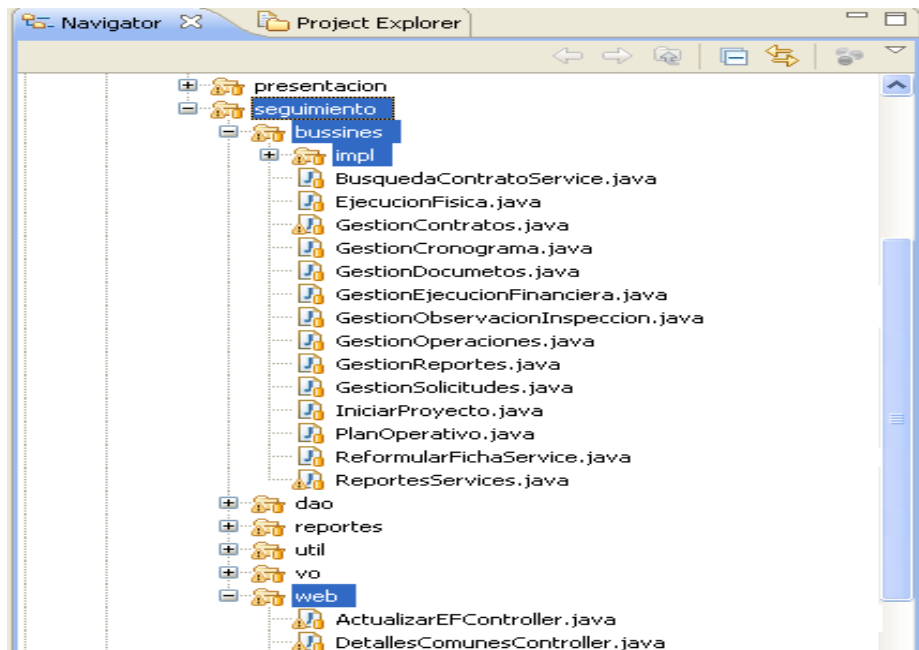 Navigator Project Explorer
presentacion
seguimiento
bussines
impl
BusquedaContratoService.java
EjecucionFisica.java
GestionContratos.java
GestionCronograma.java
GestionDocumetos.java
GestionEjecucionFinanciera.java
GestionObservacionInspeccion.java
GestionOperaciones.java
GestionReportes.java
GestionSolicitudes.java
IniciarProyecto.java
PlanOperativo.java
ReformularFichaService.java
ReportesServices.java
dao
reportes
util
vo
web
ActualizarEFController.java
DetallesComunesController.java